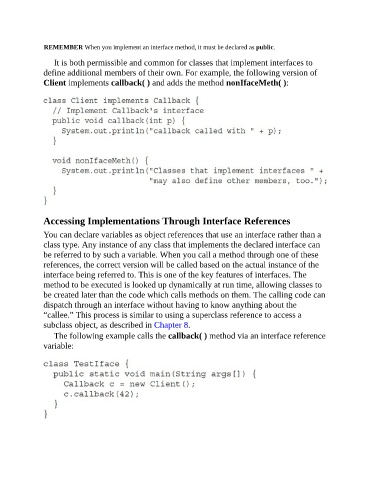 REMEMBER When you implement an interface method, it must be declared as public.
It is both permissible and common for classes that implement interfaces to
define additional members of their own. For example, the following version of
Client implements callback( ) and adds the method nonIfaceMeth( ):
class Client implements Callback {
// Implement Callback's interface
public void callback(int p) {
System.out.println("callback called with " + p);
}
void nonIfaceMeth() {
System.out.println("Classes that implement interfaces " +
"may also define other members, too.");
}
}
Accessing Implementations Through Interface References
You can declare variables as object references that use an interface rather than a
class type. Any instance of any class that implements the declared interface can
be referred to by such a variable. When you call a method through one of these
references, the correct version will be called based on the actual instance of the
interface being referred to. This is one of the key features of interfaces. The
method to be executed is looked up dynamically at run time, allowing classes to
be created later than the code which calls methods on them. The calling code can
dispatch through an interface without having to know anything about the
“callee.” This process is similar to using a superclass reference to access a
subclass object, as described in Chapter 8.
The following example calls the callback( ) method via an interface reference
variable:
class TestIface {
public static void main(String args[]) {
Callback c = new Client();
c.callback(42);
}
}